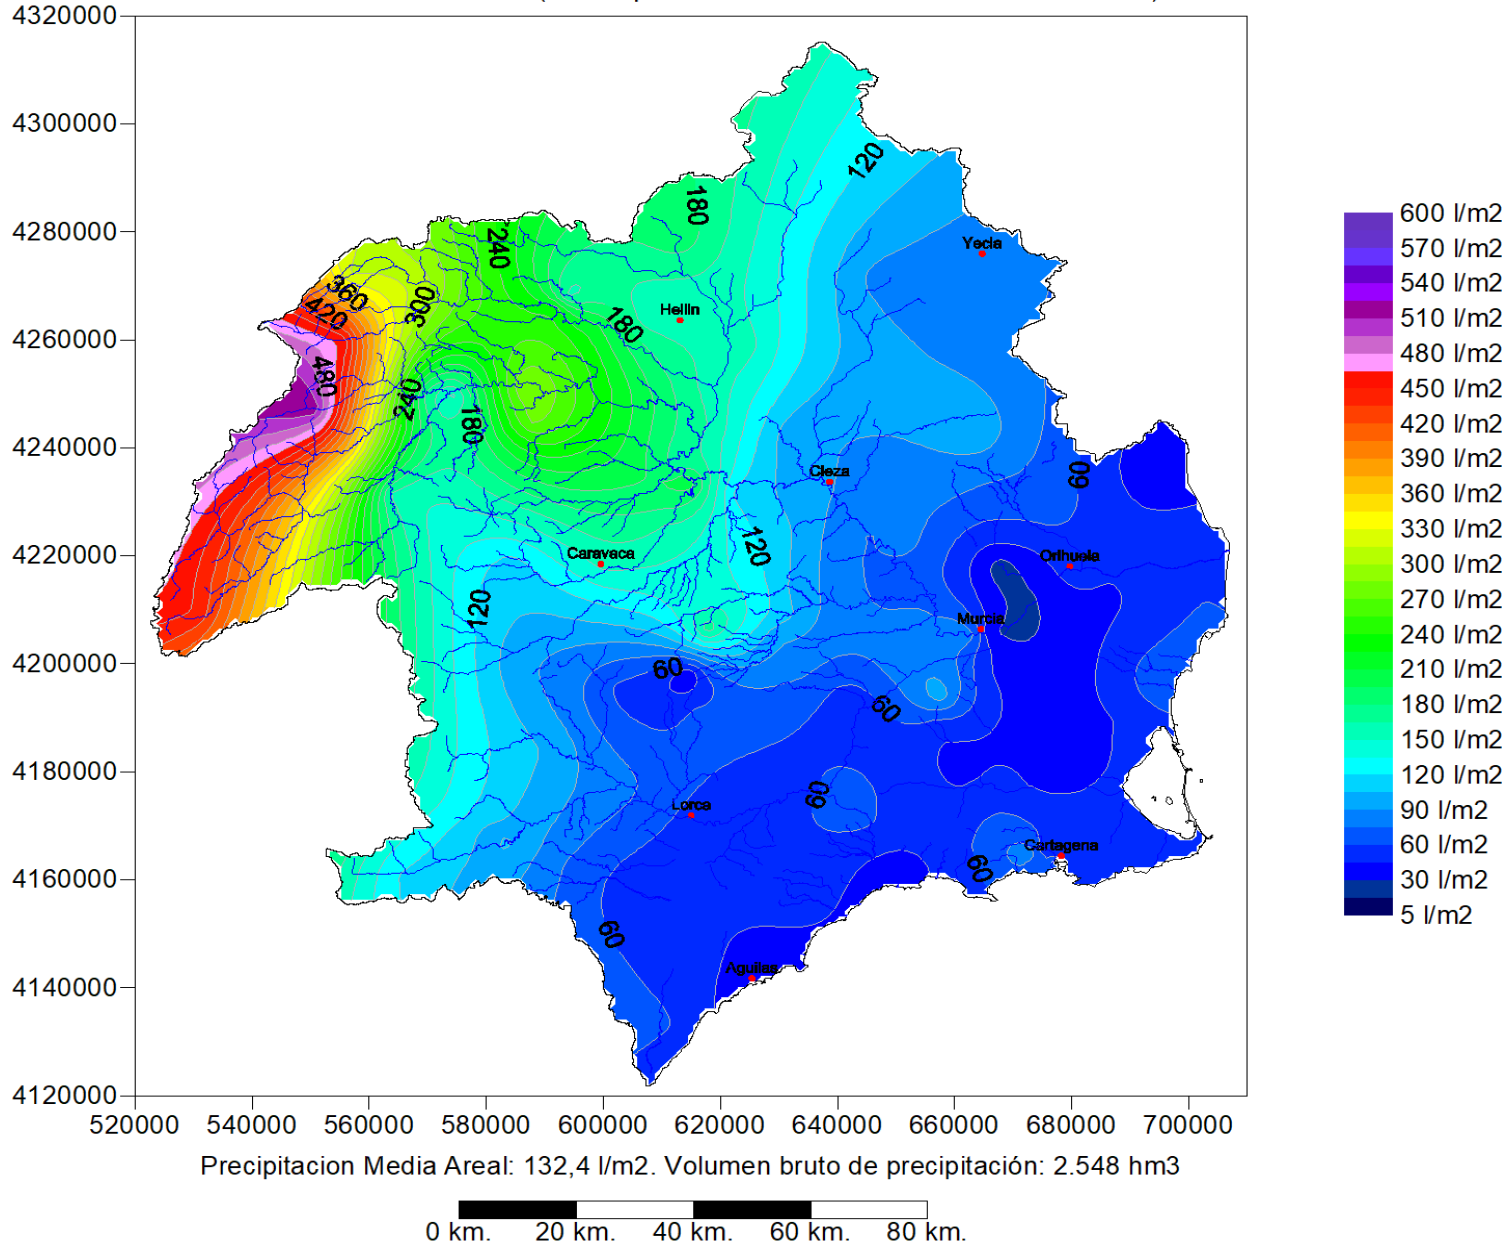 4320000
4300000
4280000
4260000
4240000
4220000
4200000
4180000
4160000
4140000
4120000
520000 540000 560000 580000 600000 620000 640000 660000 680000 700000
120
180
240
Yecla
360
420
300
Hellin
180
480
240
180
Cieza
60
120
Caravaca
Orihuela
120
Murcia
60
60
60
Lorca
Cartagena
60
60
Aguilas
600 l/m2
570 l/m2
540 l/m2
510 l/m2
480 l/m2
450 l/m2
420 l/m2
390 l/m2
360 l/m2
330 l/m2
300 l/m2
270 l/m2
240 l/m2
210 l/m2
180 l/m2
150 l/m2
120 l/m2
90 l/m2
60 l/m2
30 l/m2
5 l/m2
Precipitacion Media Areal: 132,4 l/m2. Volumen bruto de precipitación: 2.548 hm3
0 km. 20 km. 40 km. 60 km. 80 km.